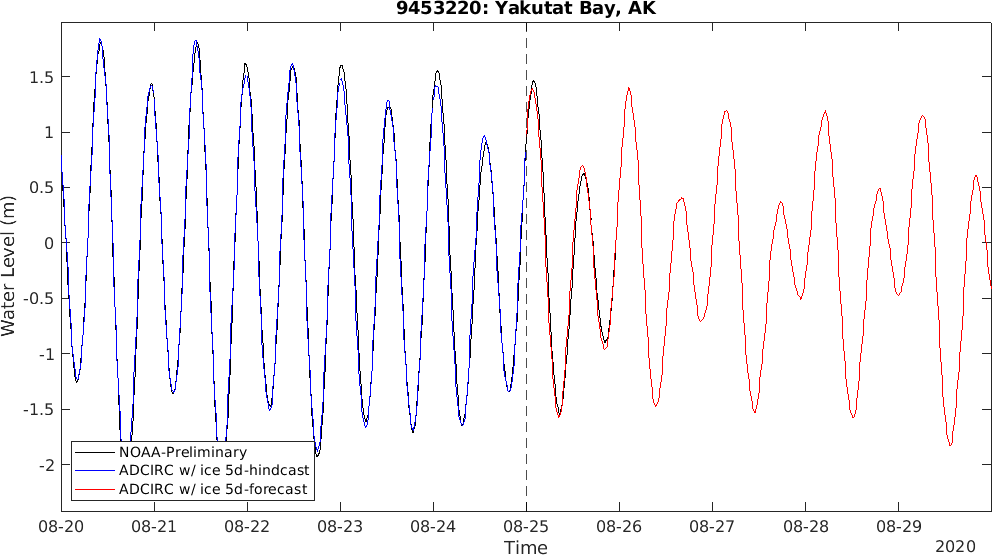 9453220: Yakutat Bay, AK
Water Level (m)
1.5
1
0.5
0
-0.5
-1
-1.5
-2
NOAA-Preliminary
ADCIRC w/ ice 5d-hindcast
ADCIRC w/ ice 5d-forecast
08-20 08-21 08-22 08-23 08-24 08-25 08-26 08-27 08-28 08-29
Time
2020